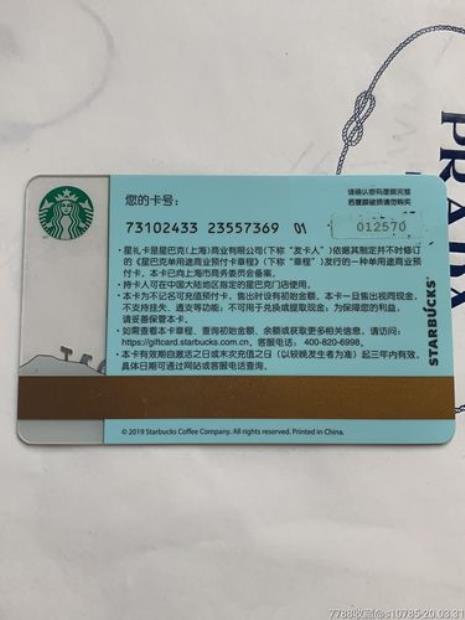 您的卡号：
请确认密码覆膜完整
若覆膜破损请勿购买
73102433 23557369 01
012570
·星礼卡是星巴克(上海)商业有限公司(下称“发卡人”)依据其制定并不时修订
的《星巴克单用途商业预付卡章程》(下称“章程”)发行的一种单用途商业预
付卡。本卡已向上海市商务委员会备案。
·持卡人可在中国大陆地区指定的星巴克门店使用。
·本卡为不记名可充值预付卡，售出时设有初始金额。本卡一旦售出视同现金，
不支持挂失、透支等功能；不可用于兑换或提取现金；为保障您的利益，
请妥善保管本卡。
·如需查看本卡章程、查询初始金额、余额或获取更多相关信息，请访问：
https://giftcard.starbucks.com.cn，客服电话： 400-820-6998。
·本卡有效期自激活之日或末次充值之日（以较晚发生者为准）起三年内有效。
具体日期可通过网站或客服电话查询。
STARBUCKS®
© 2019 Starbucks Coffee Company. All rights reserved. Printed in China.
PRADA
7788收藏@s10785-20.03.31